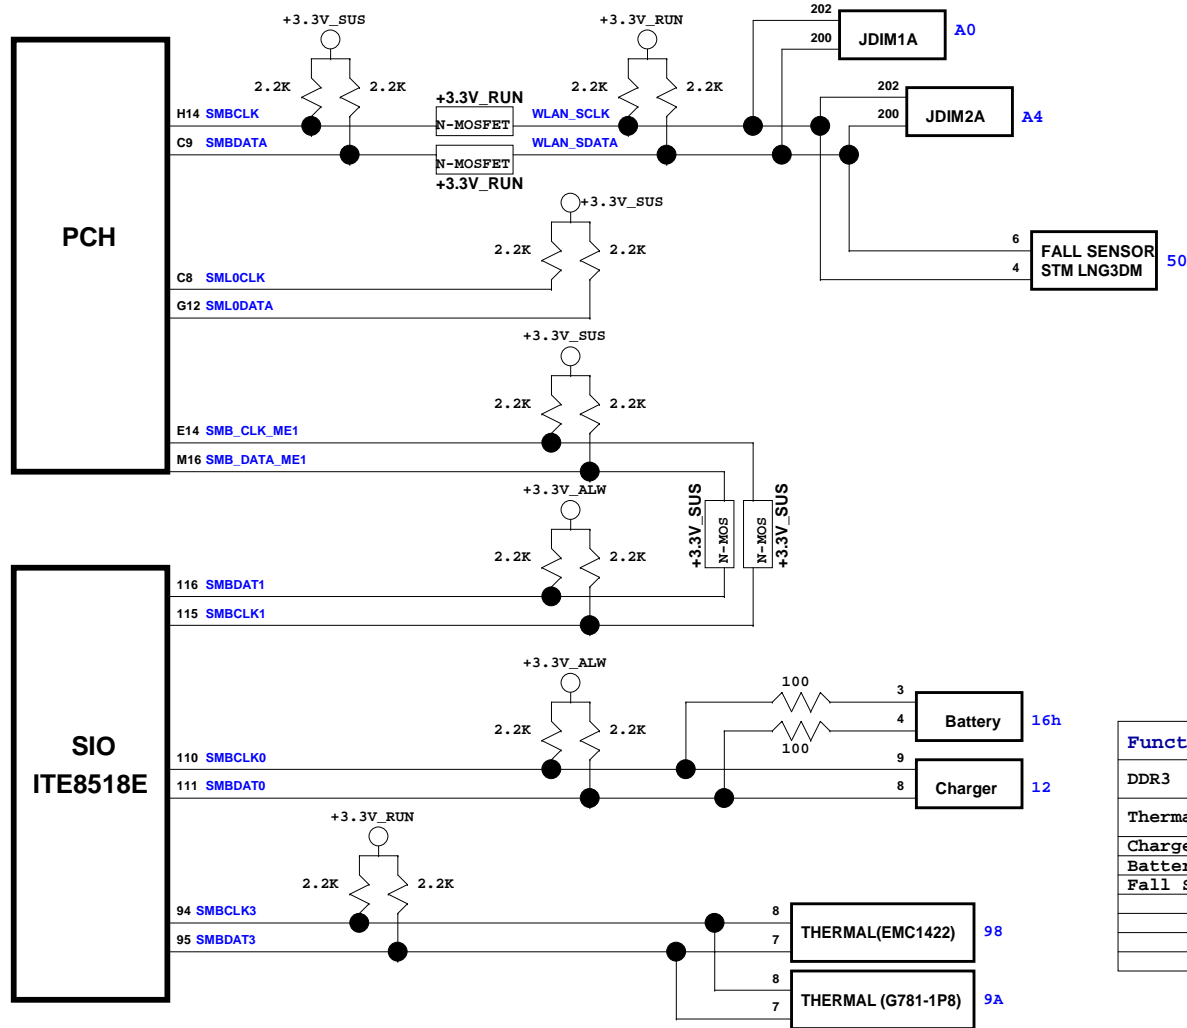 +3.3V_SUS
+3.3V_RUN
202
200
JDIM1A
A0
2.2K
2.2K
2.2K
2.2K
202
200
JDIM2A
A4
H14 SMBCLK
+3.3V_RUN
N-MOSFET
WLAN_SCLK
C9 SMBDATA
N-MOSFET
+3.3V_RUN
WLAN_SDATA
PCH
+3.3V_SUS
2.2K
2.2K
6
4
FALL SENSOR
STM LNG3DM
50
C8 SML0CLK
G12 SML0DATA
+3.3V_SUS
2.2K
2.2K
E14 SMB_CLK_ME1
M16 SMB_DATA_ME1
+3.3V_SUS
N-MOS
N-MOS
+3.3V_SUS
+3.3V_ALW
2.2K
2.2K
116 SMBDAT1
115 SMBCLK1
SIO
ITE8518E
+3.3V_ALW
2.2K
2.2K
100
100
3
4
Battery
16h
110 SMBCLK0
111 SMBDAT0
9
8
Charger
12
+3.3V_RUN
2.2K
2.2K
94 SMBCLK3
95 SMBDAT3
8
7
THERMAL(EMC1422)
98
8
7
THERMAL (G781-1P8)
9A
Funct
DDR3
Therma
Charge
Batter
Fall S